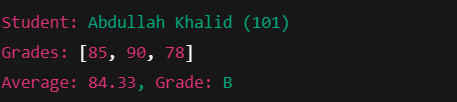 Student: Abdullah Khalid (101)
Grades: [85, 90, 78]
Average: 84.33, Grade: B